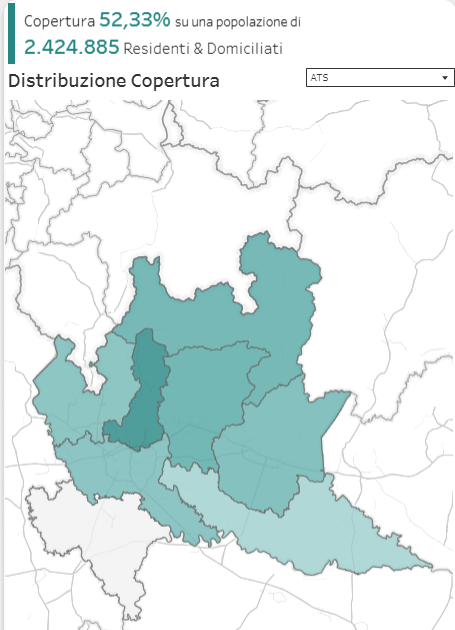 Copertura 52,33% su una popolazione di
2.424.885 Residenti & Domiciliati
Distribuzione Copertura
ATS